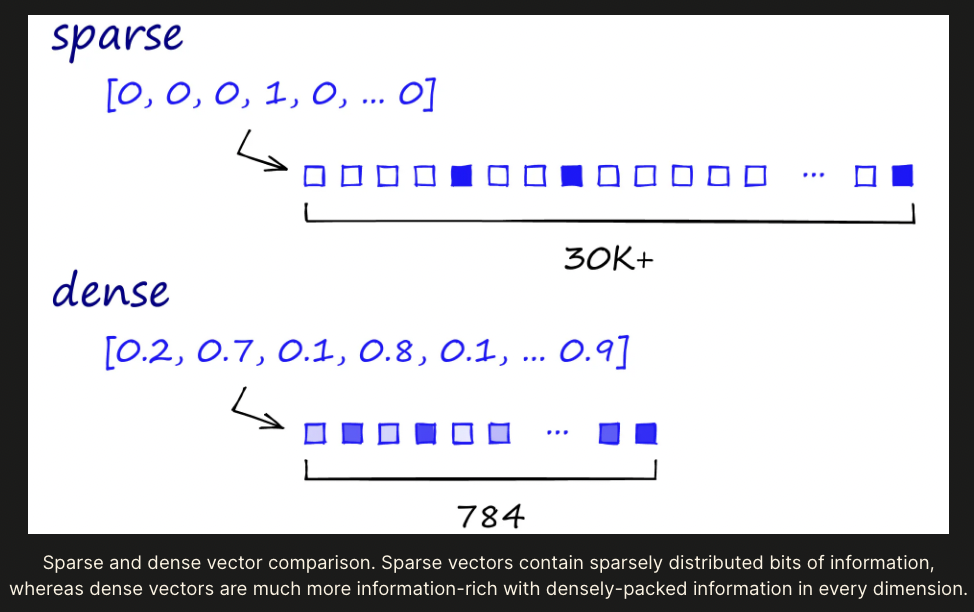 sparse
[0, 0, 0, 1, 0, ... 0]
...
30K+
dense
[0.2, 0.7, 0.1, 0.8, 0.1, ... 0.9]
...
784
Sparse and dense vector comparison. Sparse vectors contain sparsely distributed bits of information,
whereas dense vectors are much more information-rich with densely-packed information in every dimension.